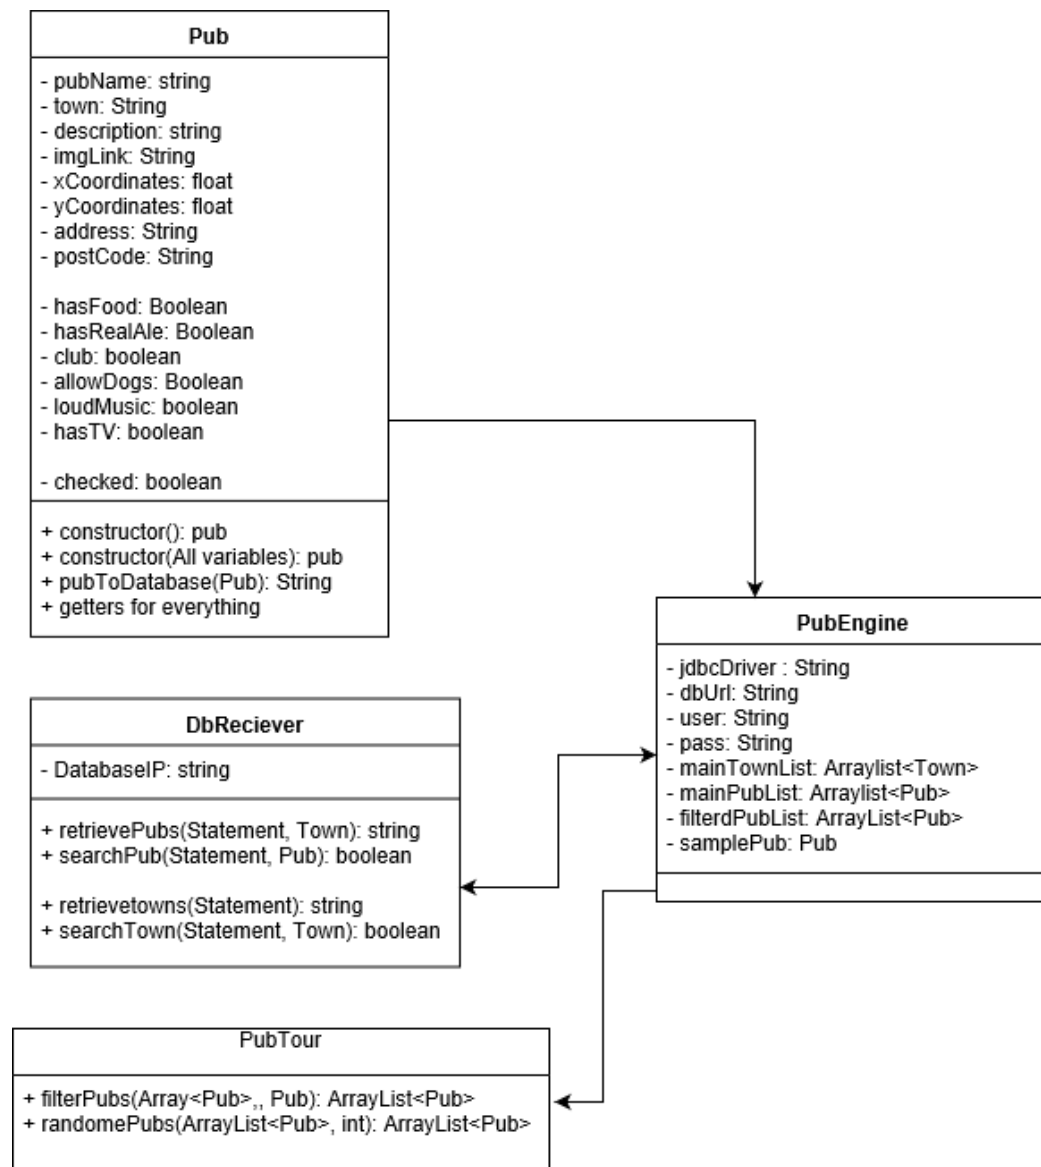 Pub
- pubName: string
- town: String
- description: string
- imgLink: String
- xCoordinates: float
- yCoordinates: float
- address: String
- postCode: String
- hasFood: Boolean
- hasRealAle: Boolean
- club: boolean
- allowDogs: Boolean
- loudMusic: boolean
- hasTV: boolean
- checked: boolean
+ constructor(): pub
+ constructor(All variables): pub
+ pubToDatabase(Pub): String
+ getters for everything
PubEngine
- jdbcDriver : String
- dbUrl: String
- user: String
- pass: String
- mainTownList: Arraylist<Town>
- mainPubList: Arraylist<Pub>
- filterdPubList: ArrayList<Pub>
- samplePub: Pub
DbReciever
- DatabaseIP: string
+ retrievePubs(Statement, Town): string
+ searchPub(Statement, Pub): boolean
+ retrievetowns(Statement): string
+ searchTown(Statement, Town): boolean
PubTour
+ filterPubs(Array<Pub>,, Pub): ArrayList<Pub>
+ randomePubs(ArrayList<Pub>, int): ArrayList<Pub>